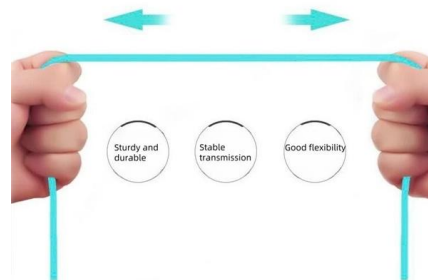 Sturdy and
durable
Stable
transmission
Good flexibility